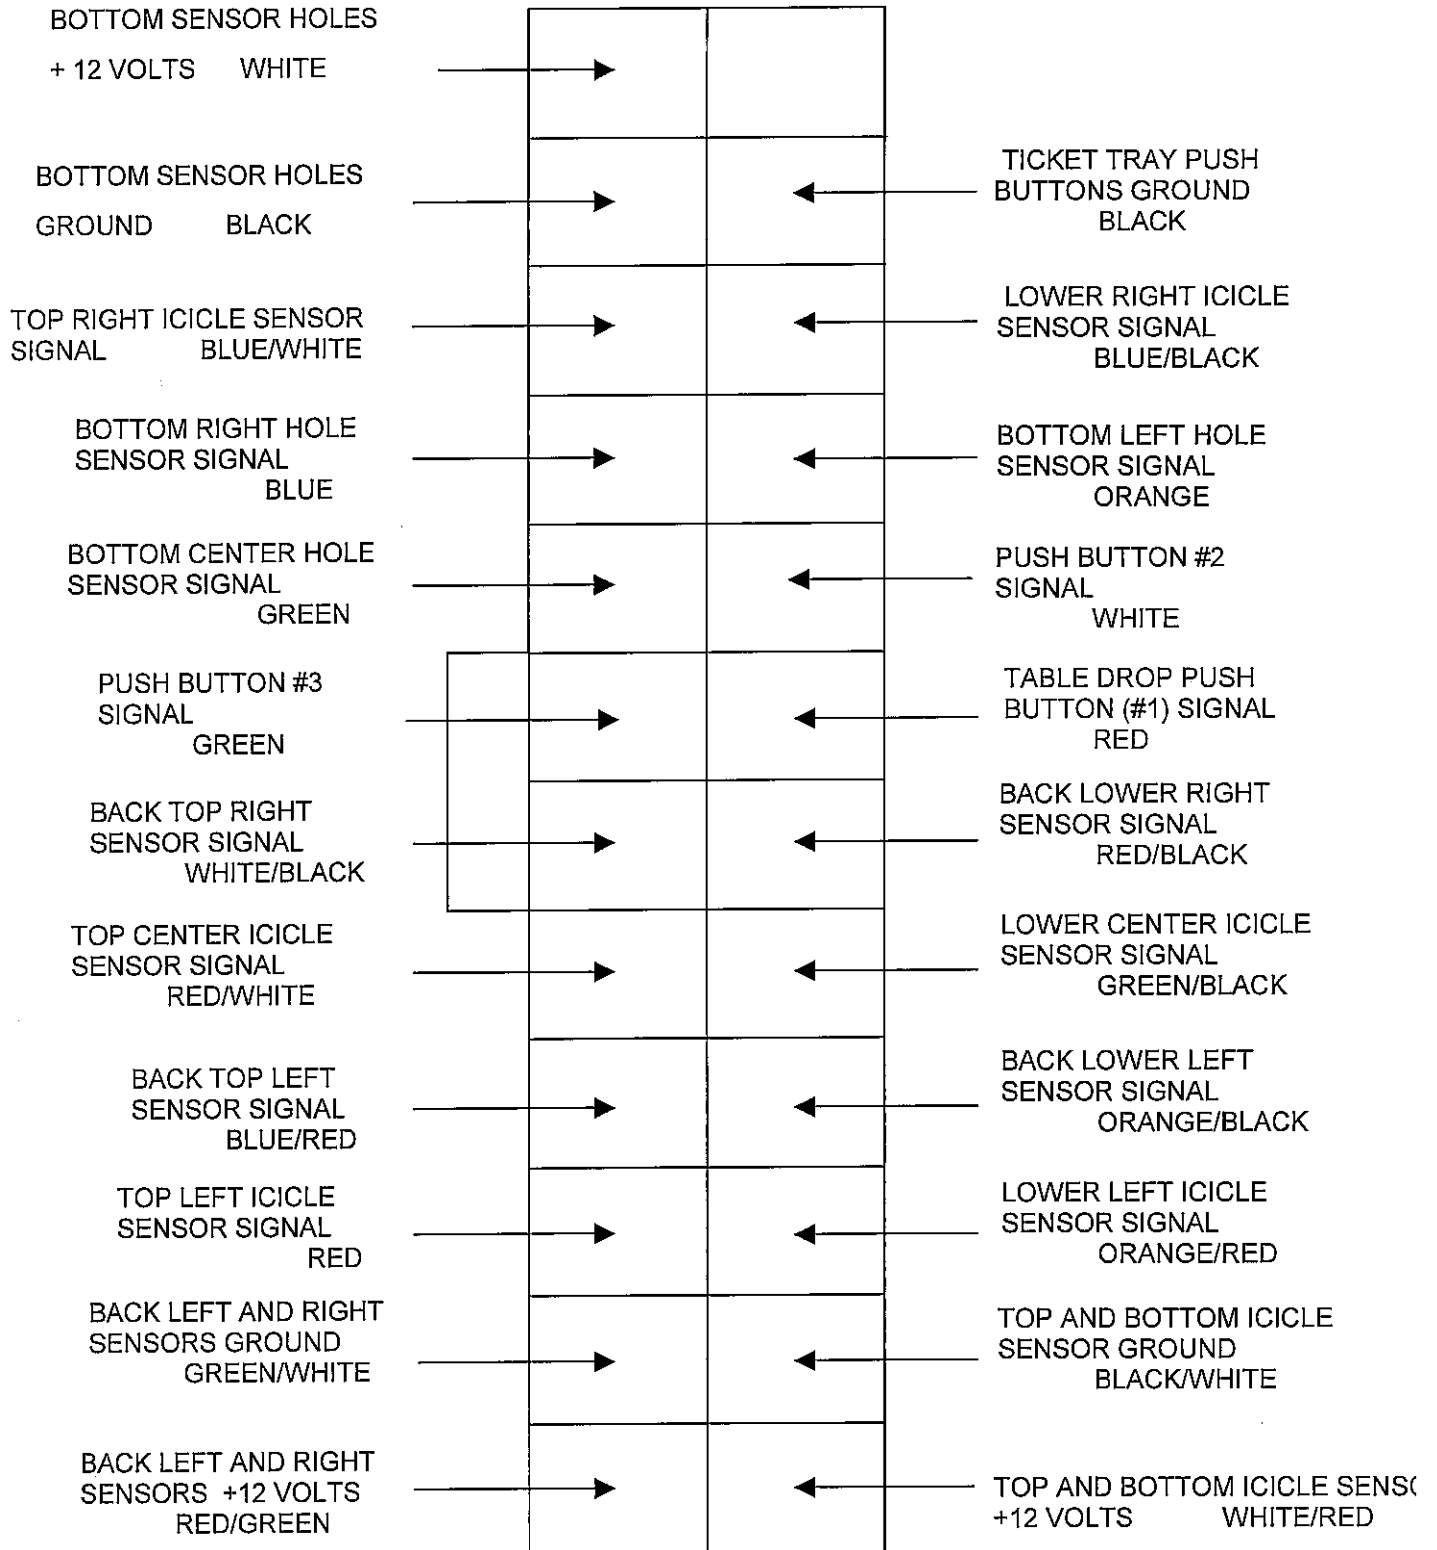 BOTTOM SENSOR HOLES
+ 12 VOLTS WHITE
BOTTOM SENSOR HOLES
GROUND BLACK
TICKET TRAY PUSH
BUTTONS GROUND
BLACK
TOP RIGHT ICICLE SENSOR
SIGNAL BLUE/WHITE
LOWER RIGHT ICICLE
SENSOR SIGNAL
BLUE/BLACK
BOTTOM RIGHT HOLE
SENSOR SIGNAL
BLUE
BOTTOM LEFT HOLE
SENSOR SIGNAL
ORANGE
BOTTOM CENTER HOLE
SENSOR SIGNAL
GREEN
PUSH BUTTON #2
SIGNAL
WHITE
PUSH BUTTON #3
SIGNAL
GREEN
TABLE DROP PUSH
BUTTON (#1) SIGNAL
RED
BACK TOP RIGHT
SENSOR SIGNAL
WHITE/BLACK
BACK LOWER RIGHT
SENSOR SIGNAL
RED/BLACK
TOP CENTER ICICLE
SENSOR SIGNAL
RED/WHITE
LOWER CENTER ICICLE
SENSOR SIGNAL
GREEN/BLACK
BACK TOP LEFT
SENSOR SIGNAL
BLUE/RED
BACK LOWER LEFT
SENSOR SIGNAL
ORANGE/BLACK
TOP LEFT ICICLE
SENSOR SIGNAL
RED
LOWER LEFT ICICLE
SENSOR SIGNAL
ORANGE/RED
BACK LEFT AND RIGHT
SENSORS GROUND
GREEN/WHITE
TOP AND BOTTOM ICICLE
SENSOR GROUND
BLACK/WHITE
BACK LEFT AND RIGHT
SENSORS +12 VOLTS
RED/GREEN
TOP AND BOTTOM ICICLE
+12 VOLTS WHITE/RED